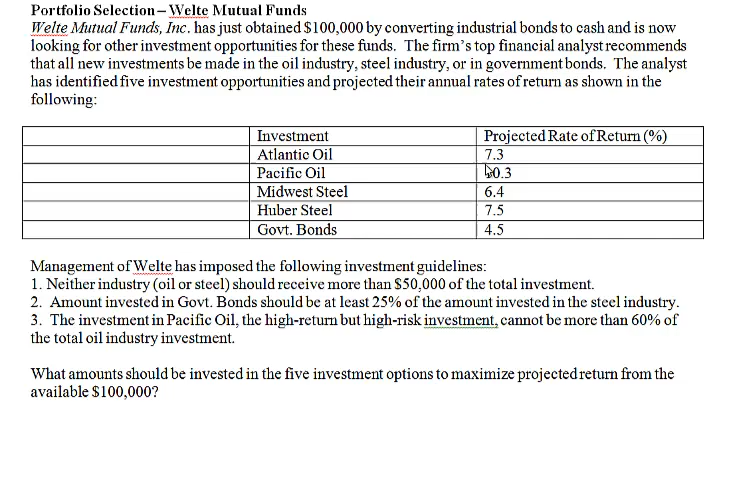 Portfolio Selection – Welte Mutual Funds
Welte Mutual Funds, Inc. has just obtained $100,000 by converting industrial bonds to cash and is now
looking for other investment opportunities for these funds. The firm's top financial analyst recommends
that all new investments be made in the oil industry, steel industry, or in government bonds. The analyst
has identified five investment opportunities and projected their annual rates of return as shown in the
following:
Investment Projected Rate of Return (%)
Atlantic Oil 7.3
Pacific Oil 10.3
Midwest Steel 6.4
Huber Steel 7.5
Govt. Bonds 4.5
Management of Welte has imposed the following investment guidelines:
1. Neither industry (oil or steel) should receive more than $50,000 of the total investment.
2. Amount invested in Govt. Bonds should be at least 25% of the amount invested in the steel industry.
3. The investment in Pacific Oil, the high-return but high-risk investment, cannot be more than 60% of
the total oil industry investment.
What amounts should be invested in the five investment options to maximize projected return from the
available $100,000?